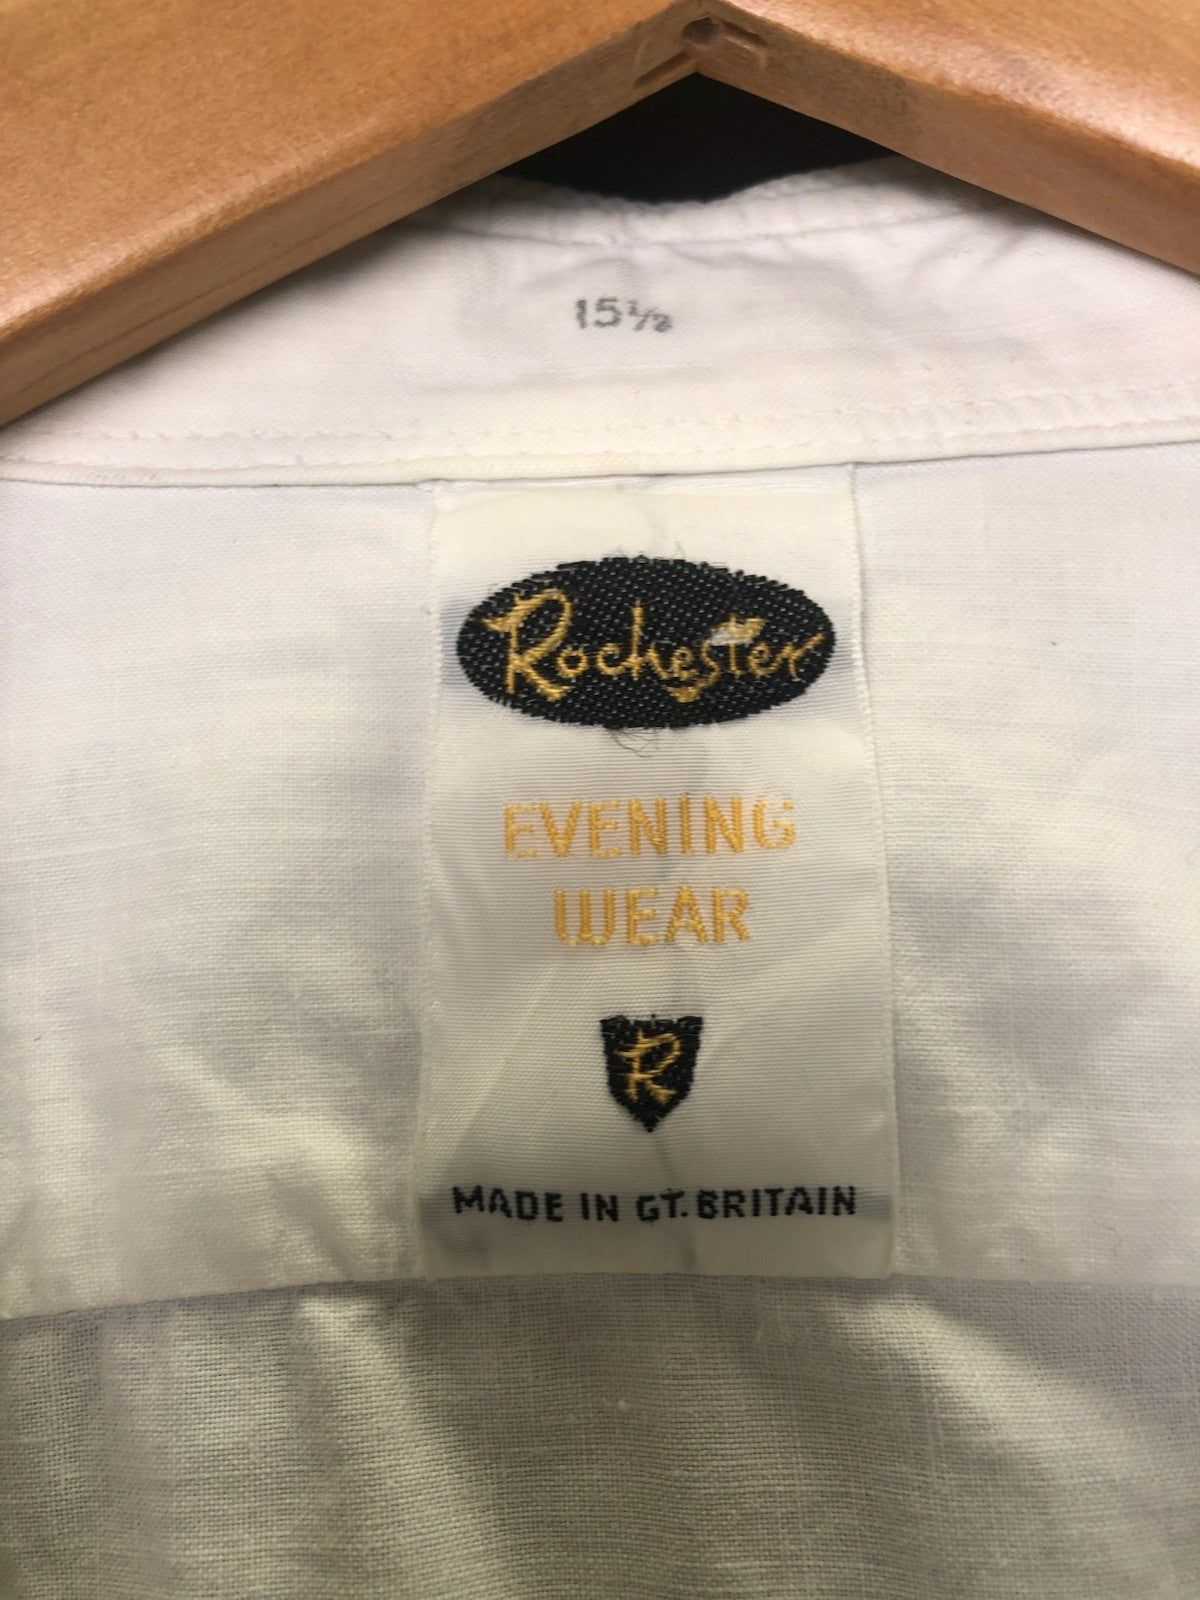 15½
Rochester
EVENING
WEAR
R
MADE IN GT. BRITAIN